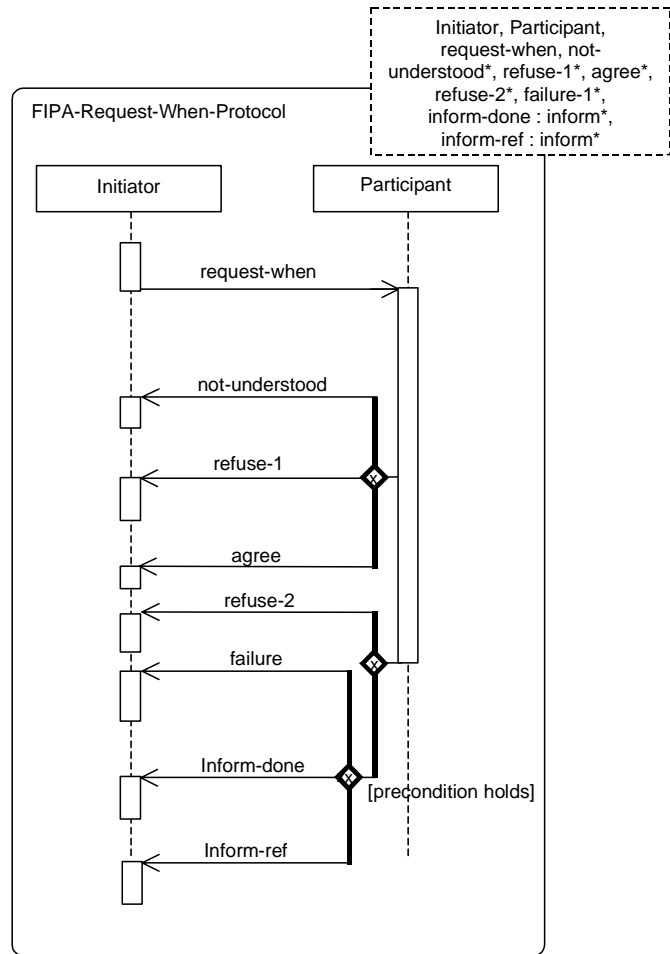 Initiator, Participant,
request-when, not-
understood*, refuse-1*, agree*,
refuse-2*, failure-1*,
inform-done : inform*,
inform-ref : inform*
FIPA-Request-When-Protocol
Initiator
Participant
request-when
not-understood
refuse-1
x
agree
refuse-2
failure
x
Inform-done
x
[precondition holds]
Inform-ref